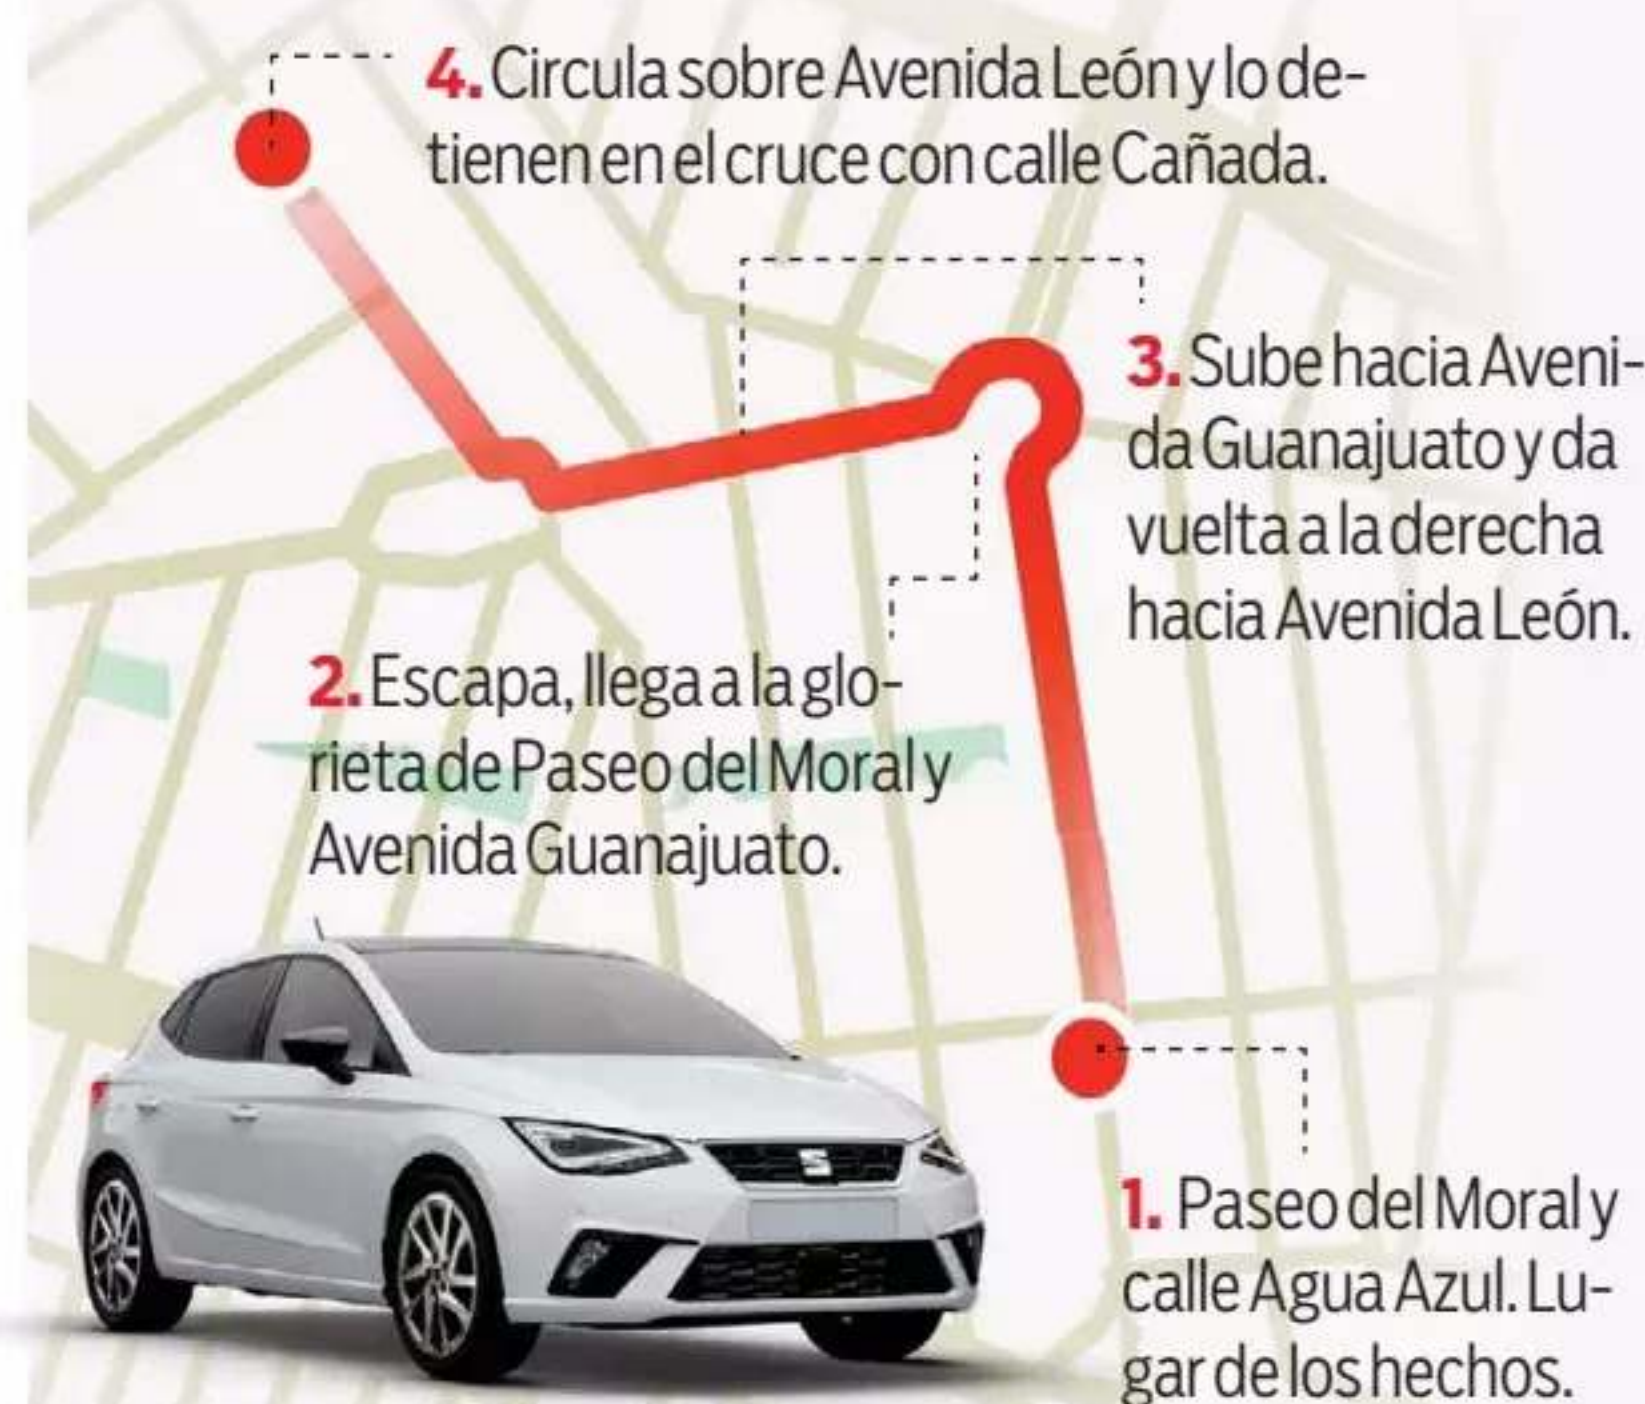 4. Circula sobre Avenida León y lo de-
tienen en el cruce con calle Cañada.
3. Sube hacia Aveni-
da Guanajuato y da
vuelta a la derecha
hacia Avenida León.
2. Escapa, llega a la glo-
rieta de Paseo del Moral y
Avenida Guanajuato.
1. Paseo del Moral y
calle Agua Azul. Lu-
gar de los hechos.